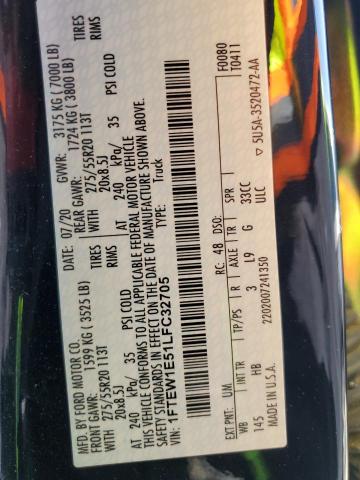 MFD. BY FORD MOTOR CO.
DATE: 07/20 GVWR: 3175 KG ( 7000 LB)
FRONT GAWR: 1599 KG ( 3525 LB) REAR GAWR: 1724 KG ( 3800 LB)
275/55R20 113T TIRES WITH 275/55R20 113T TIRES
20x8.5J RIMS 20x8.5J RIMS
AT 240 kPa/ 35 PSI COLD AT 240 kPa/ 35 PSI COLD
THIS VEHICLE CONFORMS TO ALL APPLICABLE FEDERAL MOTOR VEHICLE
SAFETY STANDARDS IN EFFECT ON THE DATE OF MANUFACTURE SHOWN ABOVE.
VIN: 1FTEW1E51LFC32705
TYPE: Truck
F0080
T0411
EXT PNT: UM RC: 48 DSO:
WB TP/PS R AXLE TR SPR
145 HB 3 L9 G 33CC
ULC
MADE IN U.S.A. 2202007241350 ▽ 5U5A-3520472-AA